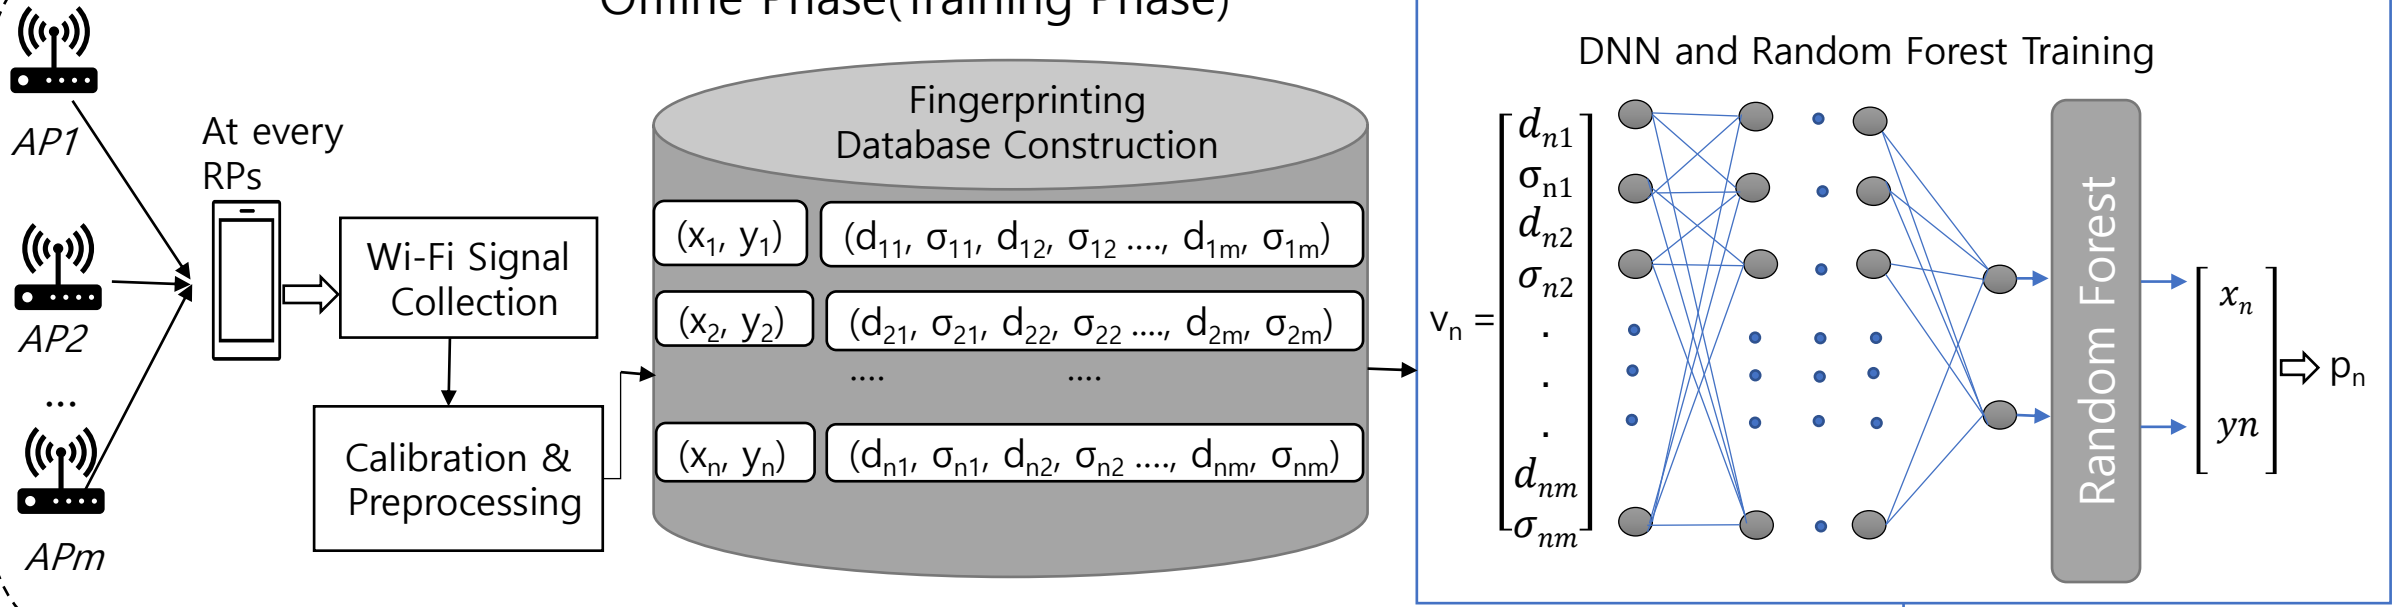 Offline Phase(Training Phase)
AP1
AP2
...
APm
At every
RPs
Wi-Fi Signal
Collection
Calibration &
Preprocessing
Fingerprinting
Database Construction
(x₁, y₁) (d₁₁, σ₁₁, d₁₂, σ₁₂ ...., d₁ₘ, σ₁ₘ)
(x₂, y₂) (d₂₁, σ₂₁, d₂₂, σ₂₂ ...., d₂ₘ, σ₂ₘ)
.... ....
(xₙ, yₙ) (dₙ₁, σₙ₁, dₙ₂, σₙ₂ ...., dₙₘ, σₙₘ)
DNN and Random Forest Training
vₙ =
dₙ₁
σₙ₁
dₙ₂
σₙ₂
.
.
.
dₙₘ
σₙₘ
Random Forest
xₙ
yn
pₙ